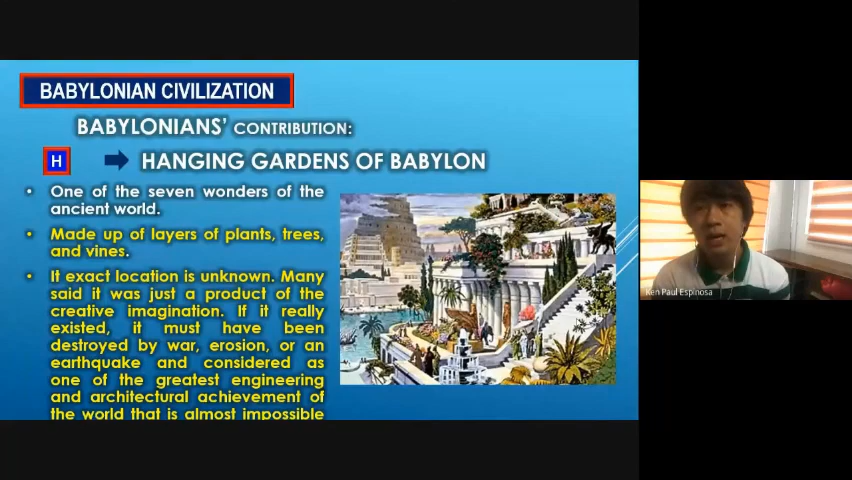 BABYLONIAN CIVILIZATION
BABYLONIANS' CONTRIBUTION:
H
HANGING GARDENS OF BABYLON
• One of the seven wonders of the
ancient world.
• Made up of layers of plants, trees,
and vines.
• It exact location is unknown. Many
said it was just a product of the
creative imagination. If it really
existed, it must have been
destroyed by war, erosion, or an
earthquake and considered as
one of the greatest engineering
and architectural achievement of
the world that is almost impossible
Ken Paul Espinosa